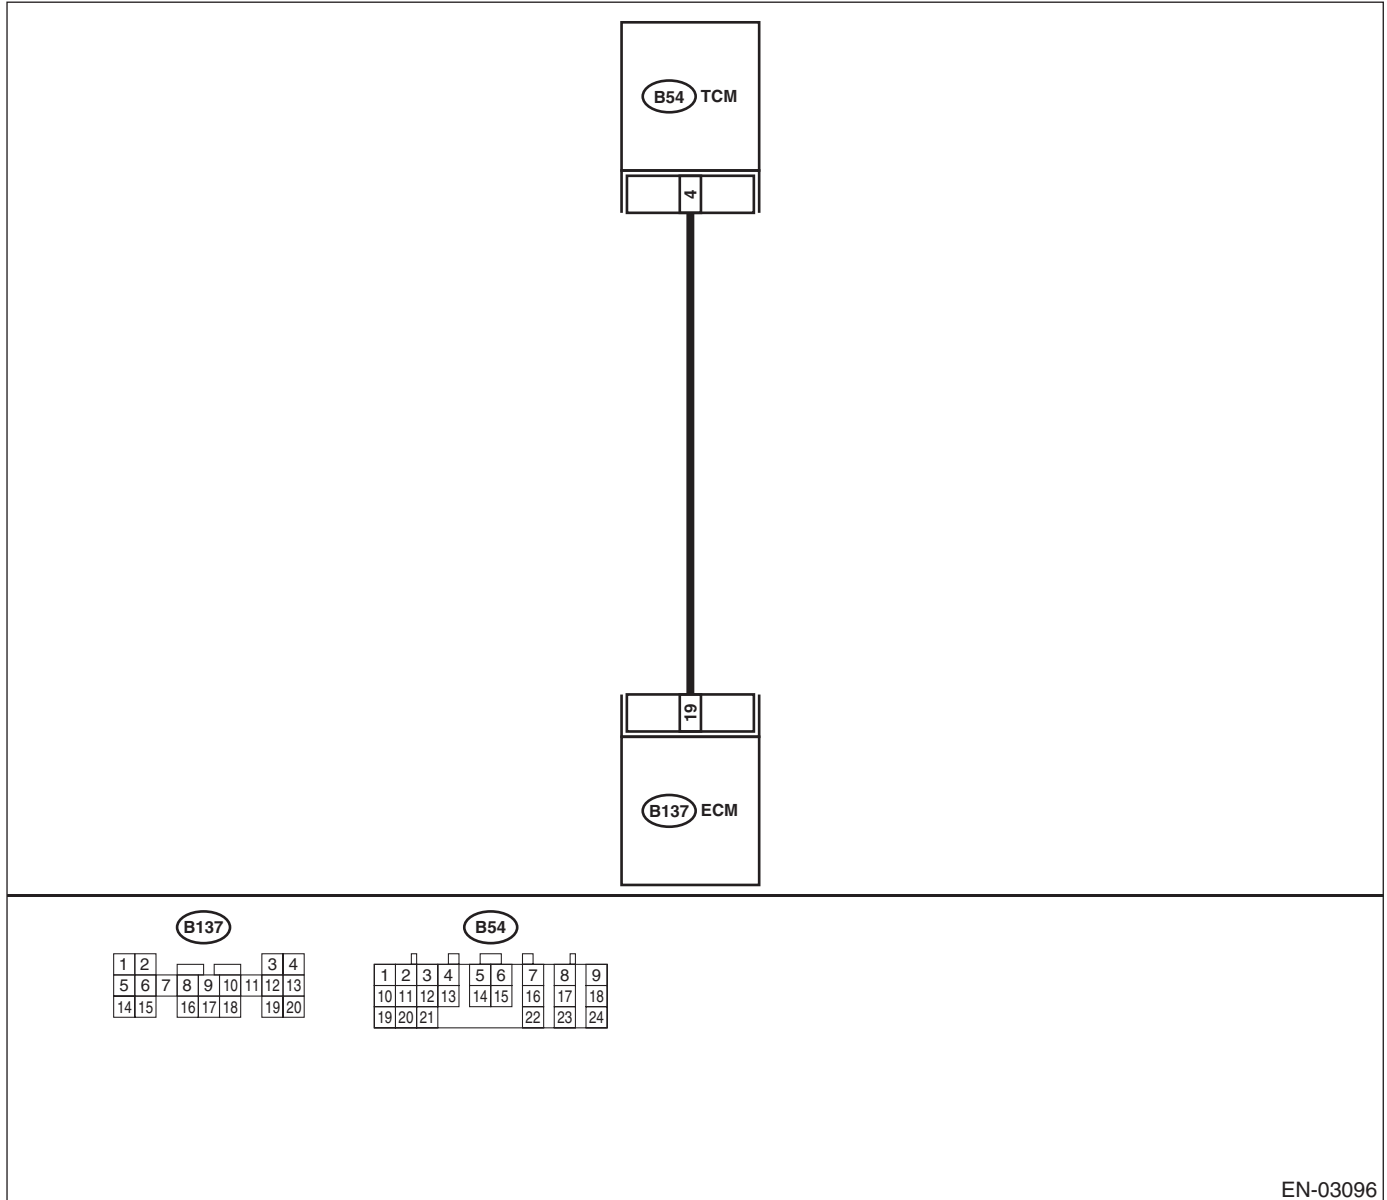 B54 TCM
4
19
B137 ECM
B137 B54
1 2 3 4
5 6 7 8 9 10 11 12 13
14 15 16 17 18 19 20
1 2 3 4 5 6 7 8 9
10 11 12 13 14 15 16 17 18
19 20 21 22 23 24
EN-03096